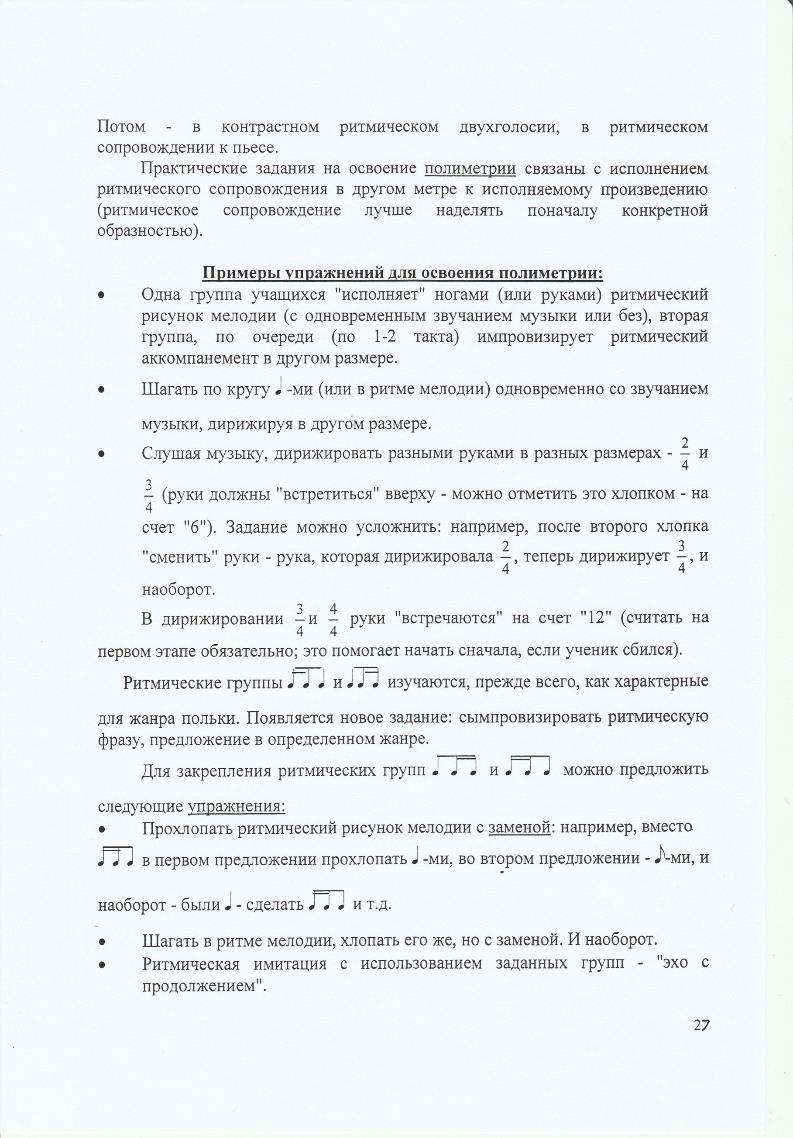 Потом - в контрастном ритмическом двухголосии, в ритмическом
сопровождении к пьесе.
Практические задания на освоение полиметрии связаны с исполнением
ритмического сопровождения в другом метре к исполняемому произведению
(ритмическое сопровождение лучше наделять поначалу конкретной
образностью).
Примеры упражнений для освоения полиметрии:
• Одна группа учащихся "исполняет" ногами (или руками) ритмический
рисунок мелодии (с одновременным звучанием музыки или без), вторая
группа, по очереди (по 1-2 такта) импровизирует ритмический
аккомпанемент в другом размере.
• Шагать по кругу ♩ -ми (или в ритме мелодии) одновременно со звучанием
музыки, дирижируя в другом размере.
• Слушая музыку, дирижировать разными руками в разных размерах - 2/4 и
3/4 (руки должны "встретиться" вверху - можно отметить это хлопком - на
счет "6"). Задание можно усложнить: например, после второго хлопка
"сменить" руки - рука, которая дирижировала 2/4, теперь дирижирует 3/4, и
наоборот.
В дирижировании 3/4 и 4/4 руки "встречаются" на счет "12" (считать на
первом этапе обязательно; это помогает начать сначала, если ученик сбился).
Ритмические группы и изучаются, прежде всего, как характерные
для жанра польки. Появляется новое задание: сымпровизировать ритмическую
фразу, предложение в определенном жанре.
Для закрепления ритмических групп и можно предложить
следующие упражнения:
• Прохлопать ритмический рисунок мелодии с заменой: например, вместо
в первом предложении прохлопать ♩ -ми, во втором предложении - ♪-ми, и
наоборот - были ♩ - сделать и т.д.
• Шагать в ритме мелодии, хлопать его же, но с заменой. И наоборот.
• Ритмическая имитация с использованием заданных групп - "эхо с
продолжением".
27